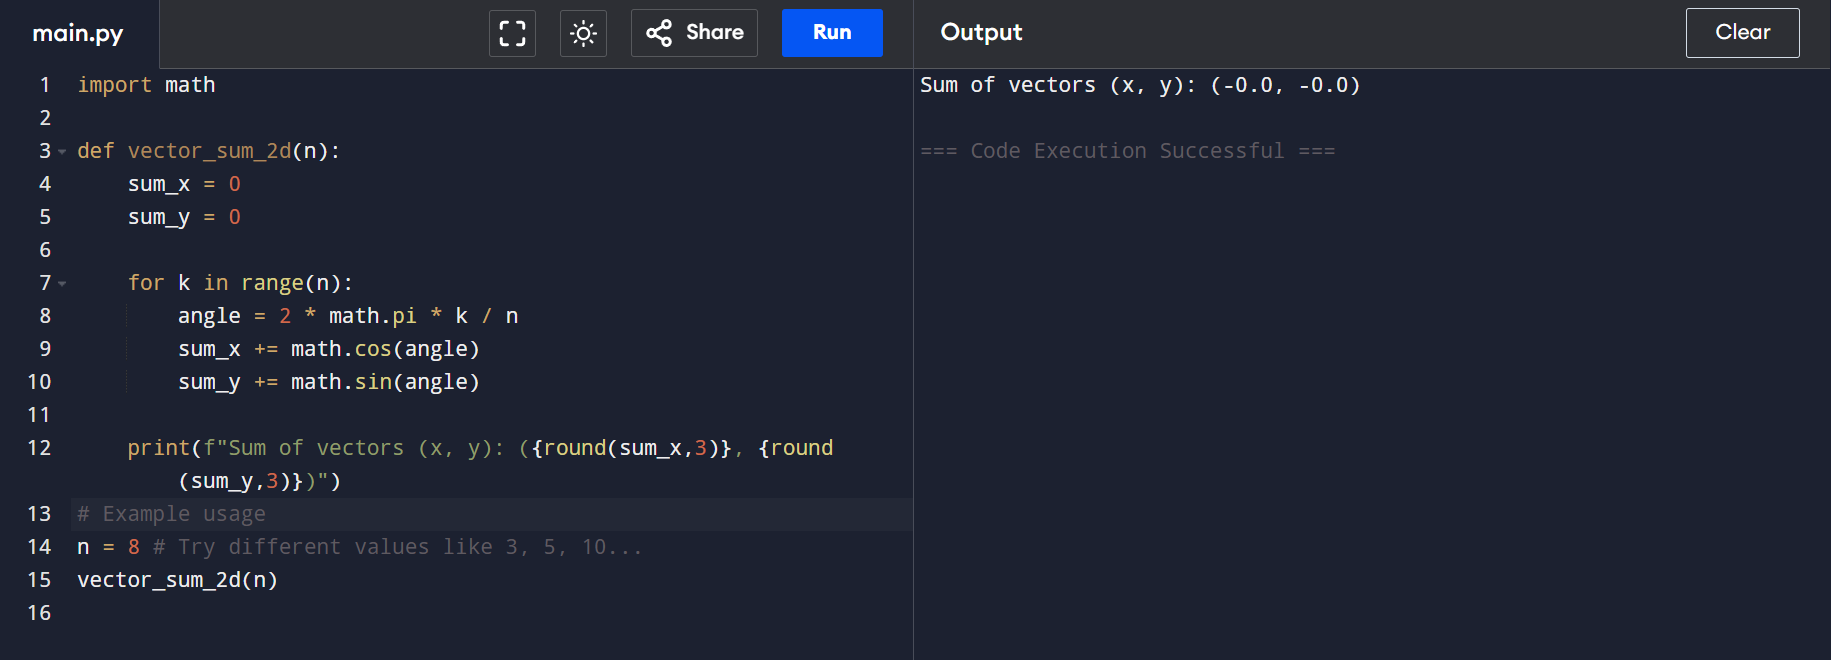 main.py
Share
Run
Output
Clear
1 import math
2
3 def vector_sum_2d(n):
4     sum_x = 0
5     sum_y = 0
6
7     for k in range(n):
8         angle = 2 * math.pi * k / n
9         sum_x += math.cos(angle)
10         sum_y += math.sin(angle)
11
12     print(f"Sum of vectors (x, y): ({round(sum_x,3)}, {round
(sum_y,3)})")
13 # Example usage
14 n = 8 # Try different values like 3, 5, 10...
15 vector_sum_2d(n)
16
Sum of vectors (x, y): (-0.0, -0.0)
=== Code Execution Successful ===